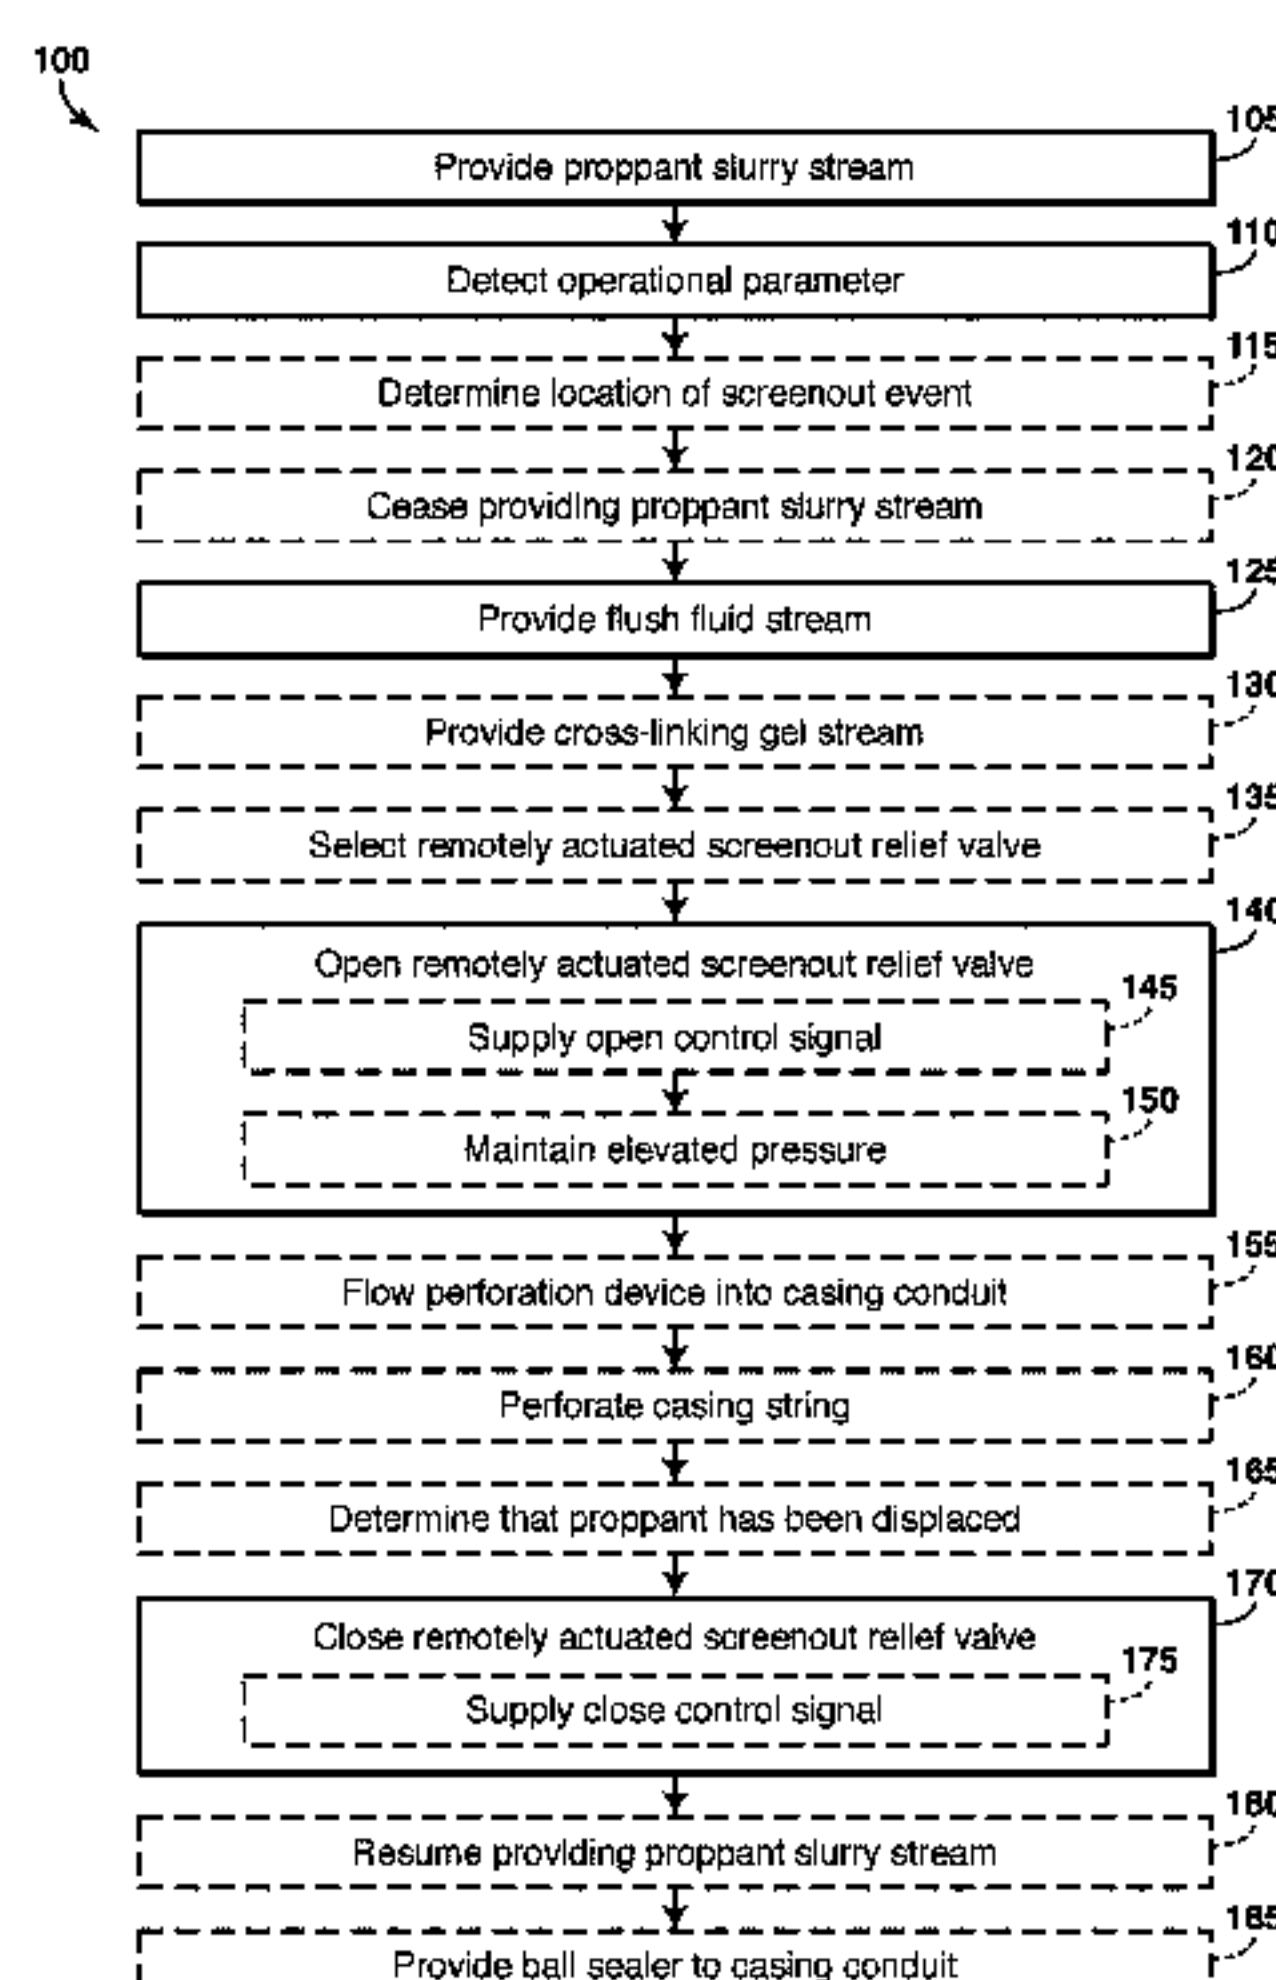 100
105
Provide proppant slurry stream
110
Detect operational parameter
115
Determine location of screenout event
120
Cease providing proppant slurry stream
125
Provide flush fluid stream
130
Provide cross-linking gel stream
135
Select remotely actuated screenout relief valve
140
Open remotely actuated screenout relief valve
145
Supply open control signal
150
Maintain elevated pressure
155
Flow perforation device into casing conduit
160
Perforate casing string
165
Determine that proppant has been displaced
170
Close remotely actuated screenout relief valve
175
Supply close control signal
180
Resume providing proppant slurry stream
185
Provide ball sealer to casing conduit